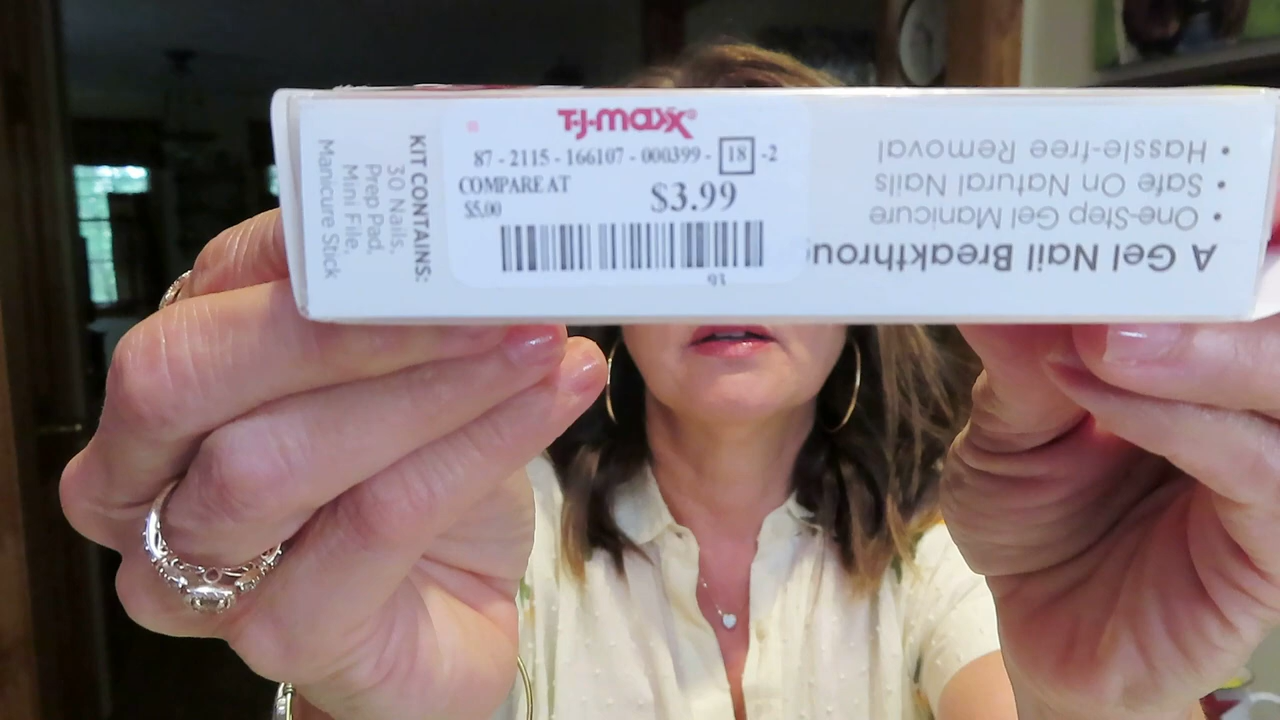 T·J·maxx®
87 - 2115 - 166107 - 000399 - 18 -2
COMPARE AT
$5.00
$3.99
16
KIT CONTAINS:
30 Nails,
Prep Pad,
Mini File,
Manicure Stick
A Gel Nail Breakthrou
• One-Step Gel Manicure
• Safe On Natural Nails
• Hassle-free Removal